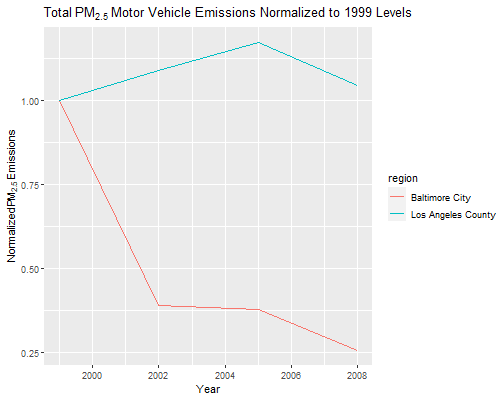 Total PM2.5 Motor Vehicle Emissions Normalized to 1999 Levels
NormalizedPM2.5Emissions
1.00
0.75
0.50
0.25
2000 2002 2004 2006 2008
Year
region
Baltimore City
Los Angeles County